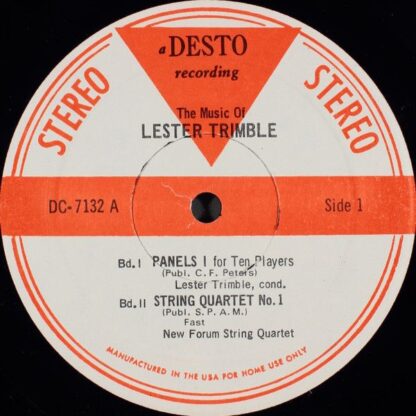 a DESTO
recording
STEREO
STEREO
The Music Of
LESTER TRIMBLE
DC-7132 A
Side 1
Bd. I PANELS I for Ten Players
(Publ. C. F. Peters)
Lester Trimble, cond.
Bd. II STRING QUARTET No. 1
(Publ. S. P. A. M.)
Fast
New Forum String Quartet
MANUFACTURED IN THE USA FOR HOME USE ONLY